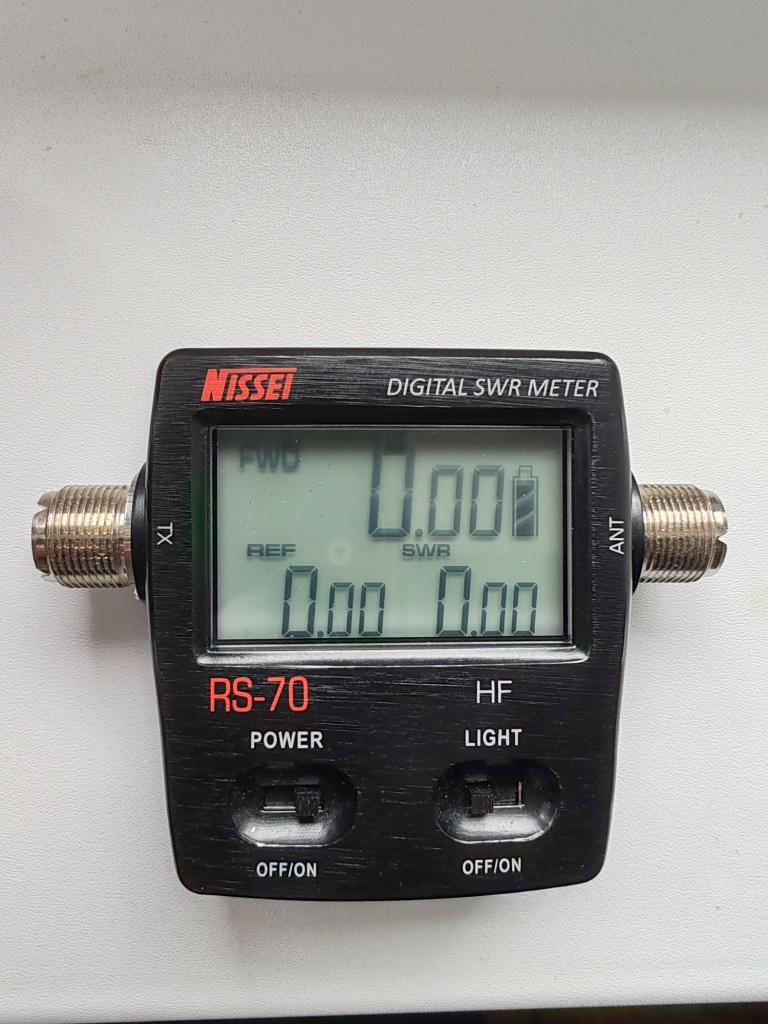 NISSEI DIGITAL SWR METER
FWD 0.00
REF SWR
0.00 0.00
TX
ANT
RS-70 HF
POWER LIGHT
OFF/ON OFF/ON